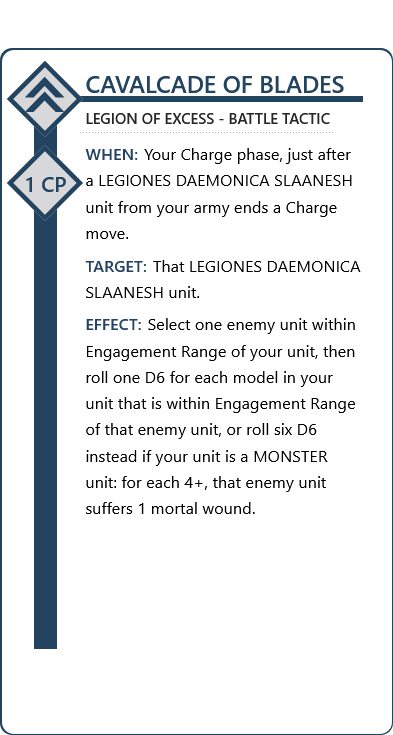 CAVALCADE OF BLADES
LEGION OF EXCESS - BATTLE TACTIC
WHEN: Your Charge phase, just after
a LEGIONES DAEMONICA SLAANESH
unit from your army ends a Charge
move.
1 CP
TARGET: That LEGIONES DAEMONICA
SLAANESH unit.
EFFECT: Select one enemy unit within
Engagement Range of your unit, then
roll one D6 for each model in your
unit that is within Engagement Range
of that enemy unit, or roll six D6
instead if your unit is a MONSTER
unit: for each 4+, that enemy unit
suffers 1 mortal wound.